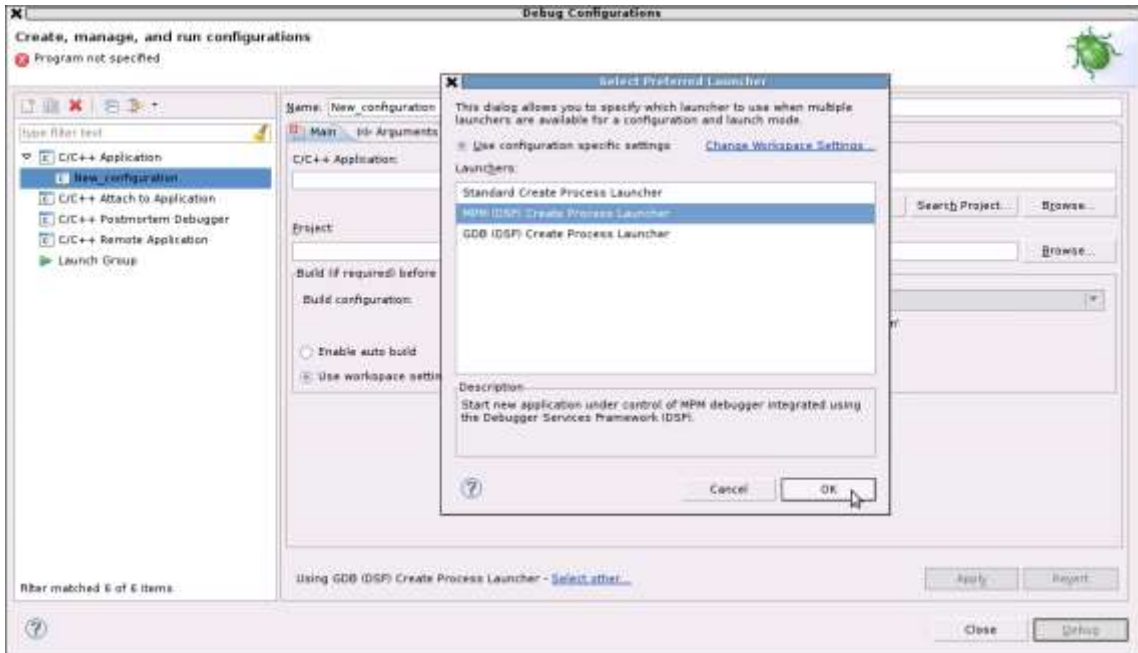 Debug Configurations
Create, manage, and run configurations
Program not specified
type filter text
C/C++ Application
New_configuration
C/C++ Attach to Application
C/C++ Postmortem Debugger
C/C++ Remote Application
Launch Group
Filter matched 6 of 6 items
Name: New_configuration
Main Arguments
C/C++ Application:
Search Project... Browse...
Project:
Browse...
Build (if required) before
Build configuration:
Enable auto build
Use workspace settin
Using GDB (DSF) Create Process Launcher - Select other...
Apply Revert
Close Debug
Select Preferred Launcher
This dialog allows you to specify which launcher to use when multiple
launchers are available for a configuration and launch mode.
Use configuration specific settings Change Workspace Settings...
Launchers:
Standard Create Process Launcher
MPM (DSF) Create Process Launcher
GDB (DSF) Create Process Launcher
Description
Start new application under control of MPM debugger integrated using
the Debugger Services Framework (DSF).
Cancel OK